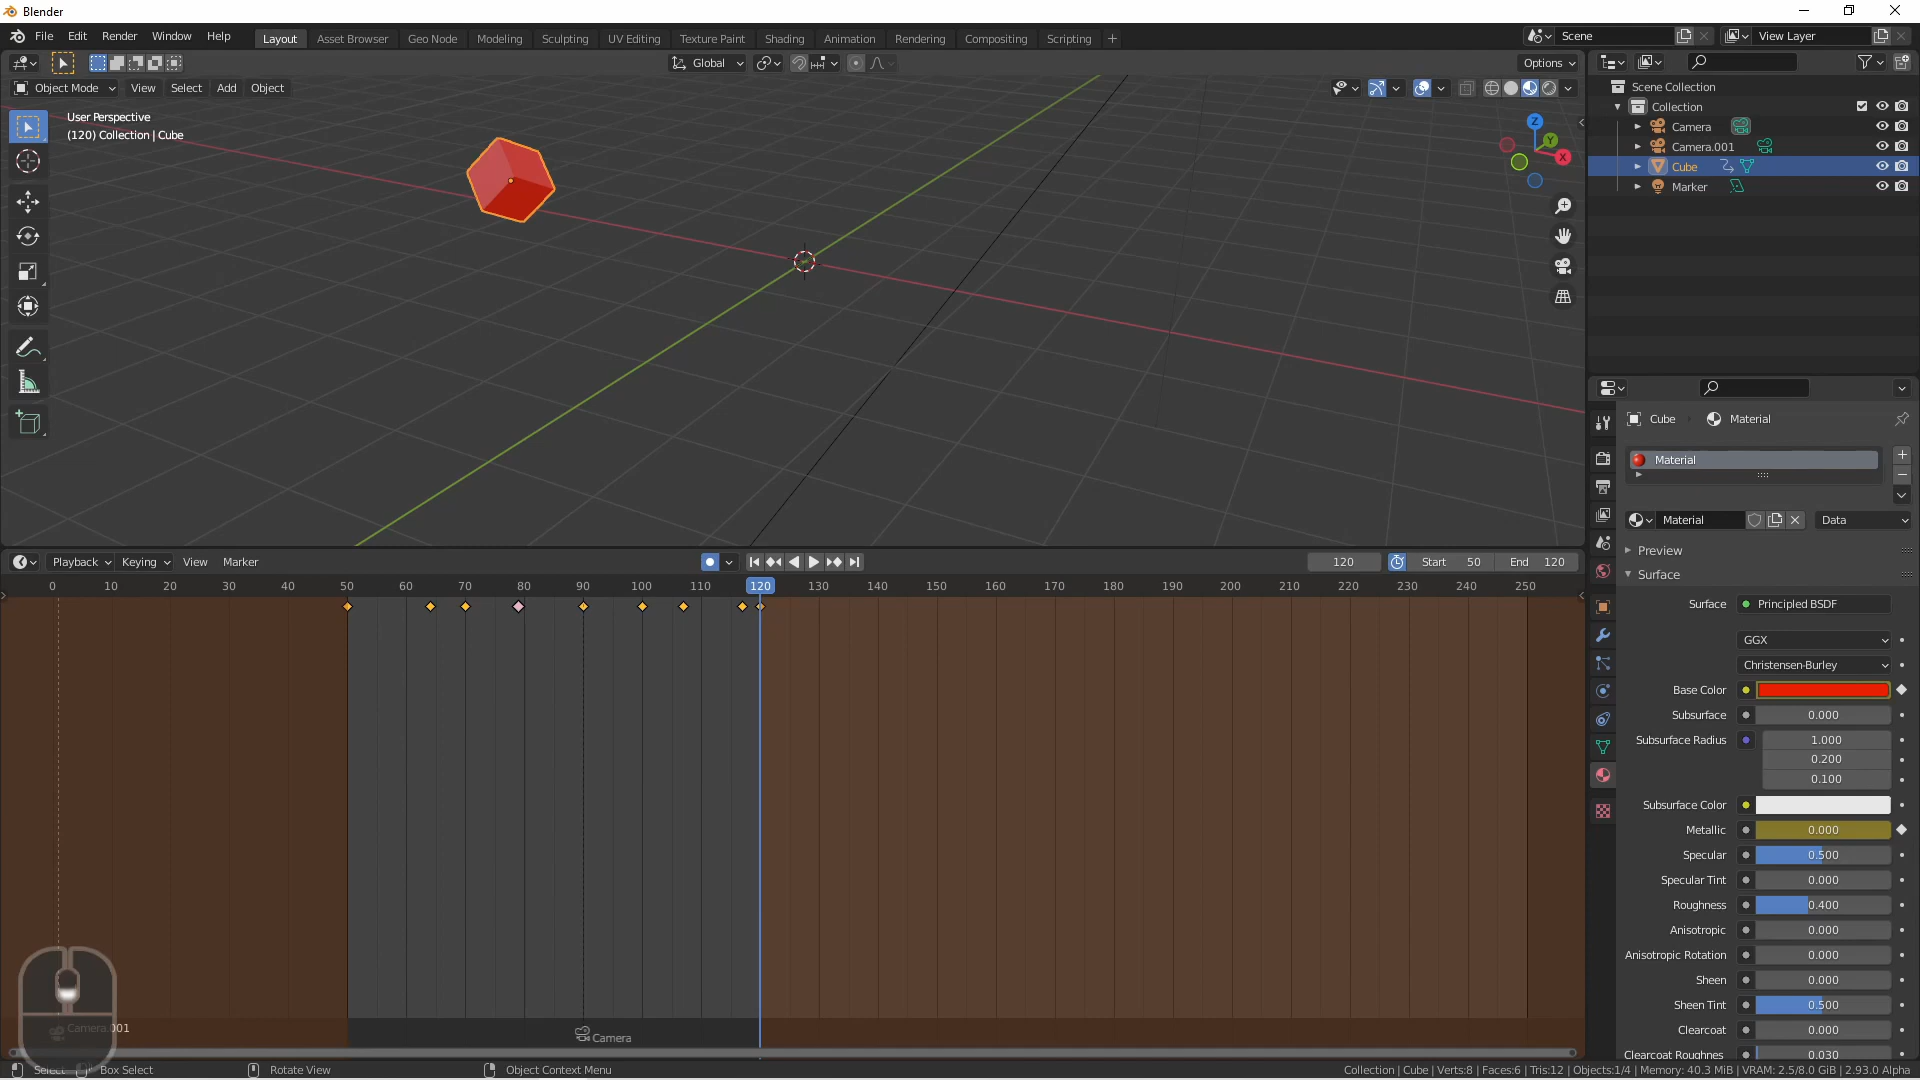 Blender
File Edit Render Window Help Layout Asset Browser Geo Node Modeling Sculpting UV Editing Texture Paint Shading Animation Rendering Compositing Scripting + Scene View Layer
Global Options
Object Mode View Select Add Object
User Perspective
(120) Collection | Cube
Z
Y
X
Scene Collection
Collection
Camera
Camera.001
Cube
Marker
Cube Material
Material
Material Data
Preview
Surface
Surface Principled BSDF
GGX
Christensen-Burley
Base Color
Subsurface 0.000
Subsurface Radius 1.000
0.200
0.100
Subsurface Color
Metallic 0.000
Specular 0.500
Specular Tint 0.000
Roughness 0.400
Anisotropic 0.000
Anisotropic Rotation 0.000
Sheen 0.000
Sheen Tint 0.500
Clearcoat 0.000
Clearcoat Roughnes 0.030
Playback Keying View Marker 120 Start 50 End 120
0 10 20 30 40 50 60 70 80 90 100 110 120 130 140 150 160 170 180 190 200 210 220 230 240 250
Camera.001
Camera
Select Box Select Rotate View Object Context Menu Collection | Cube | Verts:8 | Faces:6 | Tris:12 | Objects:1/4 | Memory: 40.3 MiB | VRAM: 2.5/8.0 GiB | 2.93.0 Alpha